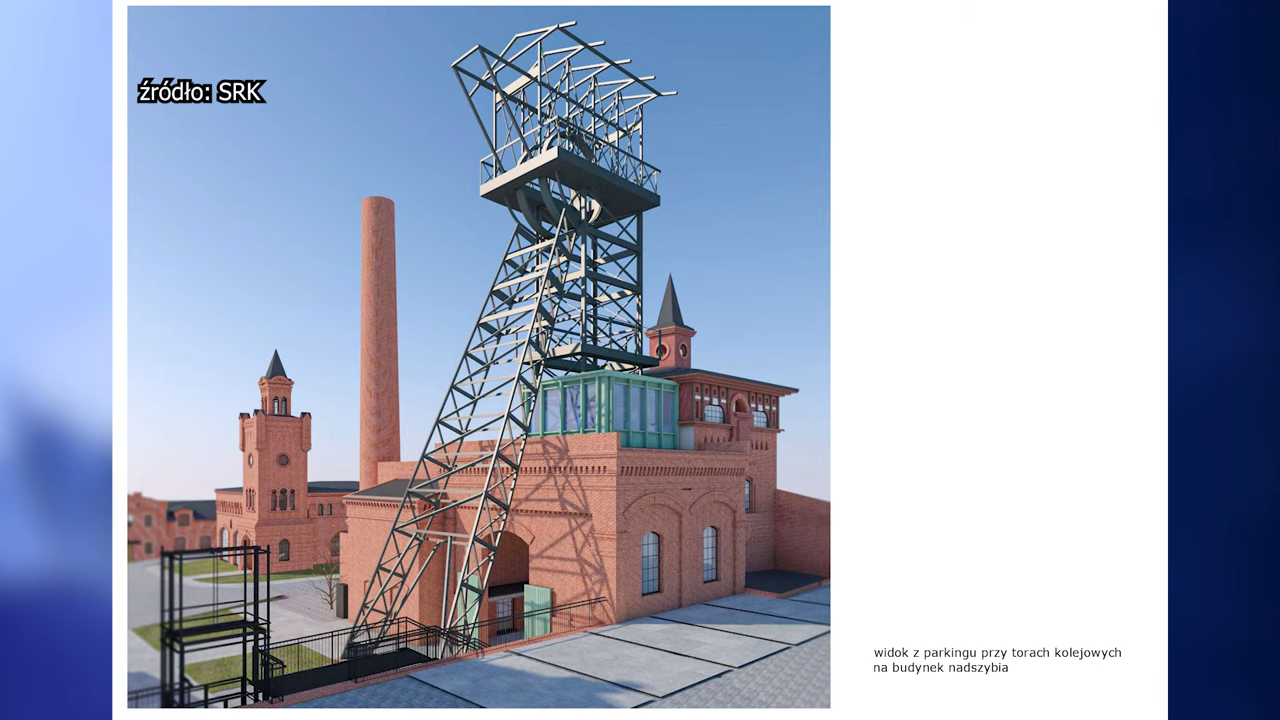 źródło: SRK
widok z parkingu przy torach kolejowych
na budynek nadszybia